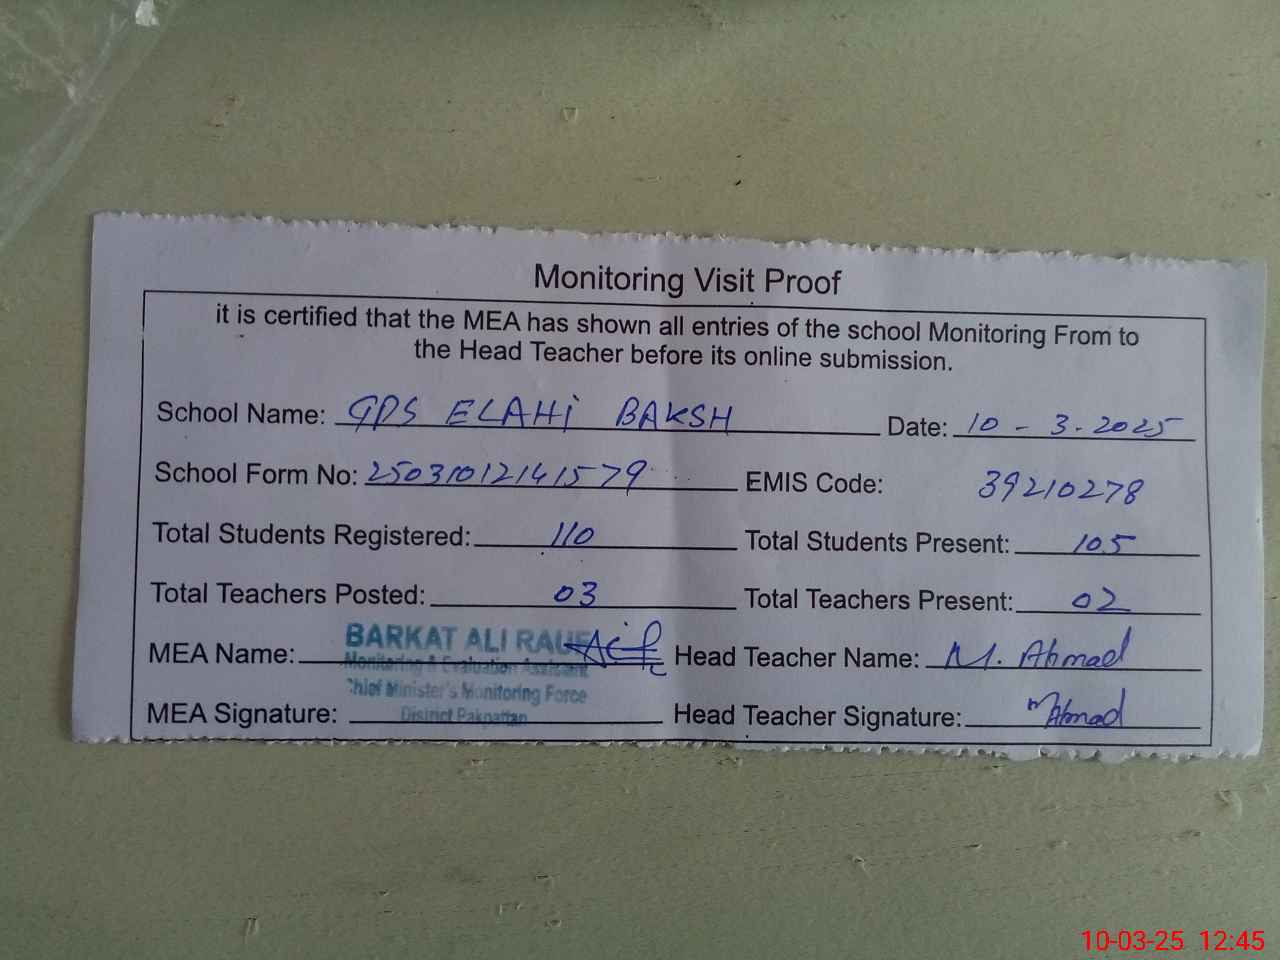 Monitoring Visit Proof
it is certified that the MEA has shown all entries of the school Monitoring From to
the Head Teacher before its online submission.
School Name: GPS ELAHI BAKSH Date: 10 - 3 - 2025
School Form No: 25031012141579 EMIS Code: 39210278
Total Students Registered: 110 Total Students Present: 105
Total Teachers Posted: 03 Total Teachers Present: 02
BARKAT ALI RAUF
MEA Name: Head Teacher Name: M. Ahmad
Monitoring & Evaluation Assistant
Chief Minister's Monitoring Force
District Pakpattan
MEA Signature: Head Teacher Signature: M Ahmad
10-03-25 12:45